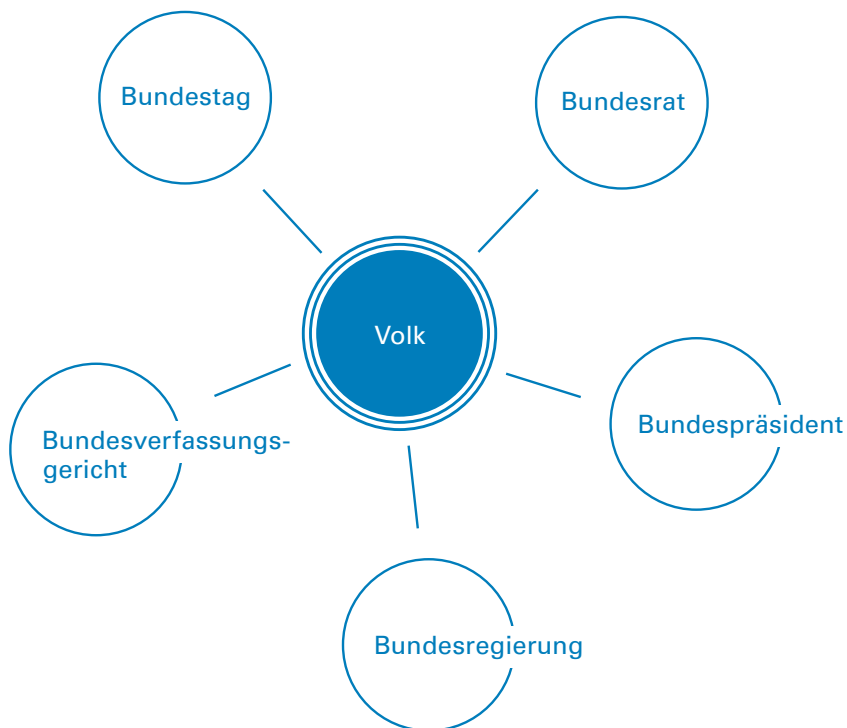 Bundestag
Bundesrat
Volk
Bundespräsident
Bundesverfassungs-
gericht
Bundesregierung